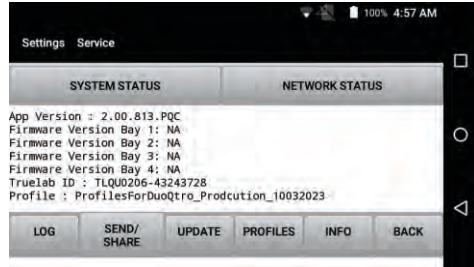 100% 4:57 AM
Settings Service
SYSTEM STATUS NETWORK STATUS
App Version : 2.00.813.PQC
Firmware Version Bay 1: NA
Firmware Version Bay 2: NA
Firmware Version Bay 3: NA
Firmware Version Bay 4: NA
Truelab ID : TLQU0206-43243728
Profile : ProfilesForDuoQtro_Prodcution_10032023
LOG SEND/ SHARE UPDATE PROFILES INFO BACK